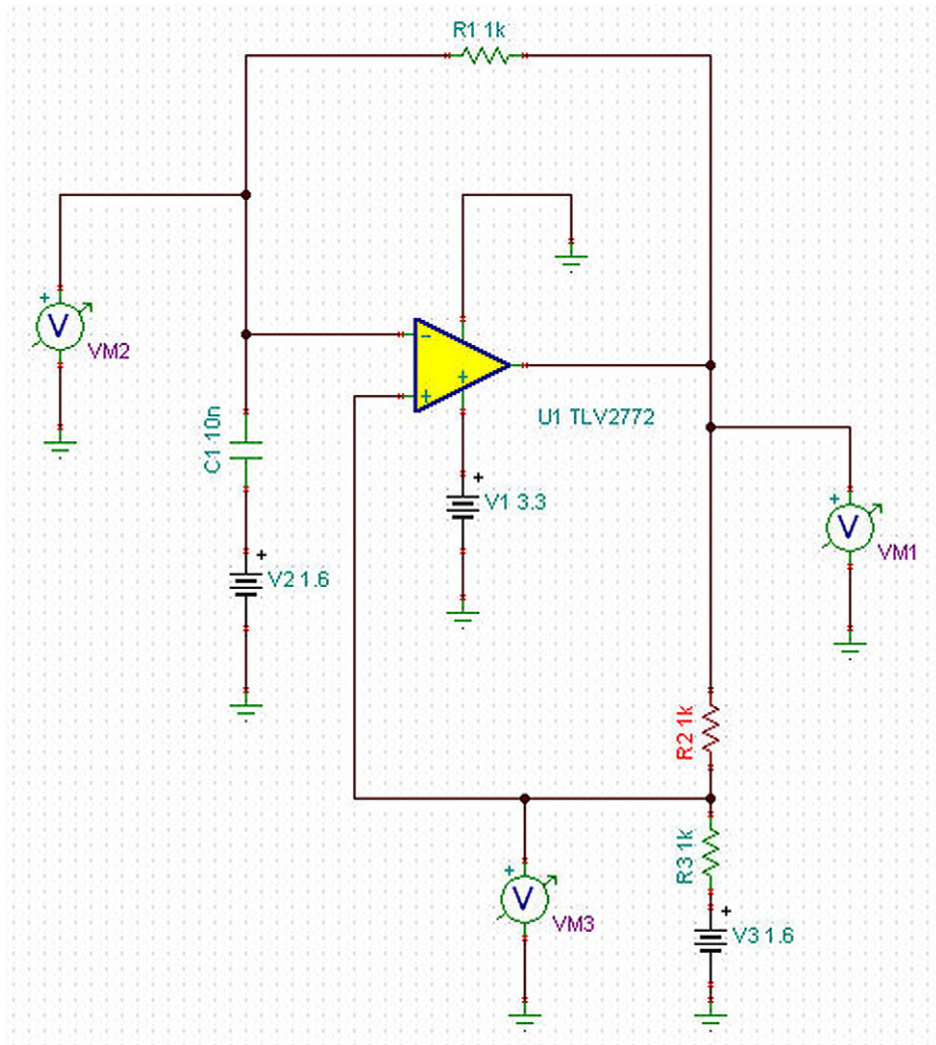 R1 1k
V
VM2
C1 10n
U1 TLV2772
V1 3.3
V2 1.6
V
VM1
R2 1k
R3 1k
V
VM3
V3 1.6